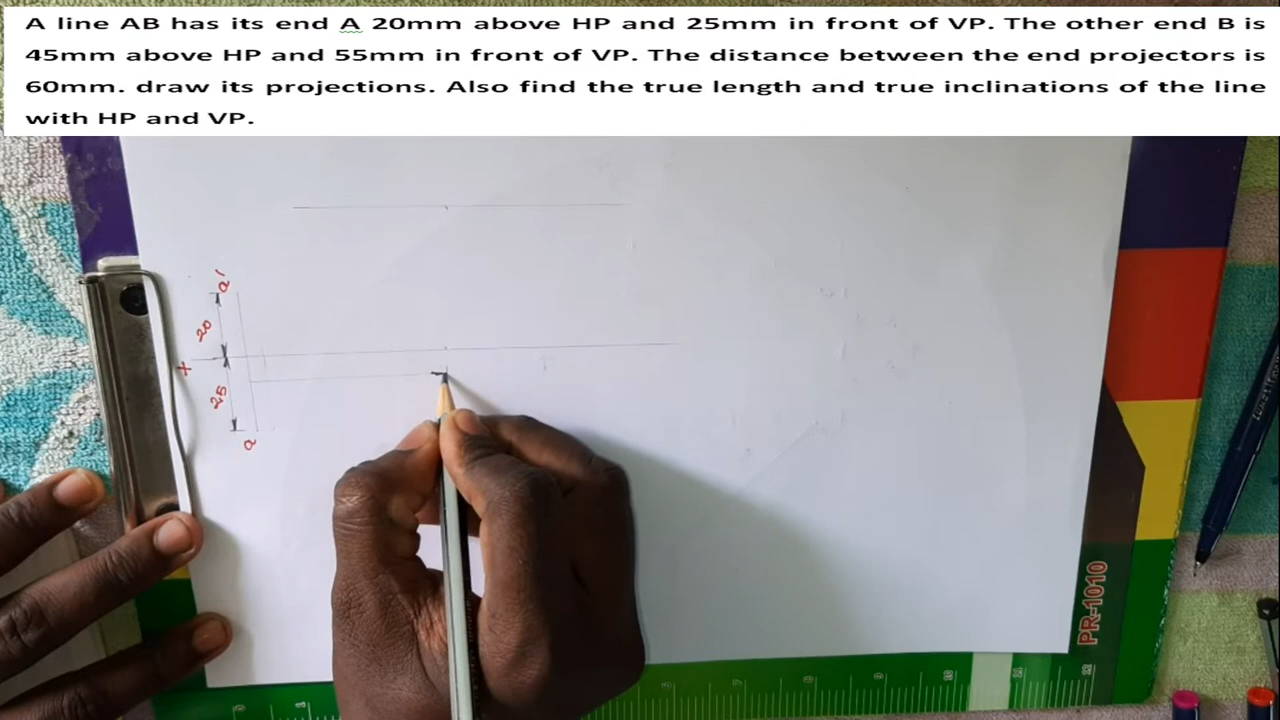 A line AB has its end A 20mm above HP and 25mm in front of VP. The other end B is
45mm above HP and 55mm in front of VP. The distance between the end projectors is
60mm. draw its projections. Also find the true length and true inclinations of the line
with HP and VP.
a'
20
X
25
a
PR-1010